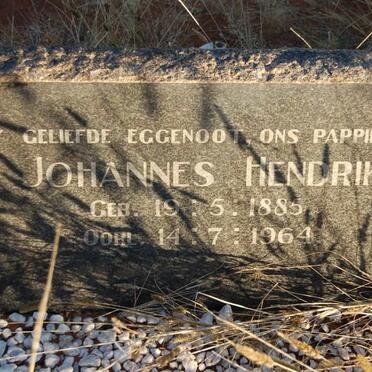 GELIEFDE EGGENOOT, ONS PAPPIE
JOHANNES HENDRIK
GEB. 19:5:1885
OORL. 14:7:1964